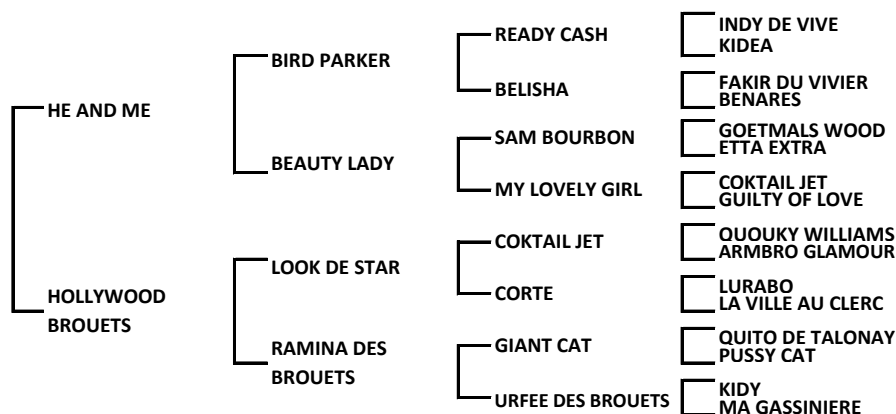 HE AND ME
HOLLYWOOD
BROUETS
BIRD PARKER
BEAUTY LADY
LOOK DE STAR
RAMINA DES
BROUETS
READY CASH
BELISHA
SAM BOURBON
MY LOVELY GIRL
COKTAIL JET
CORTE
GIANT CAT
URFEE DES BROUETS
INDY DE VIVE
KIDEA
FAKIR DU VIVIER
BENARES
GOETMALS WOOD
ETTA EXTRA
COKTAIL JET
GUILTY OF LOVE
QUOUKY WILLIAMS
ARMBRO GLAMOUR
LURABO
LA VILLE AU CLERC
QUITO DE TALONAY
PUSSY CAT
KIDY
MA GASSINIERE